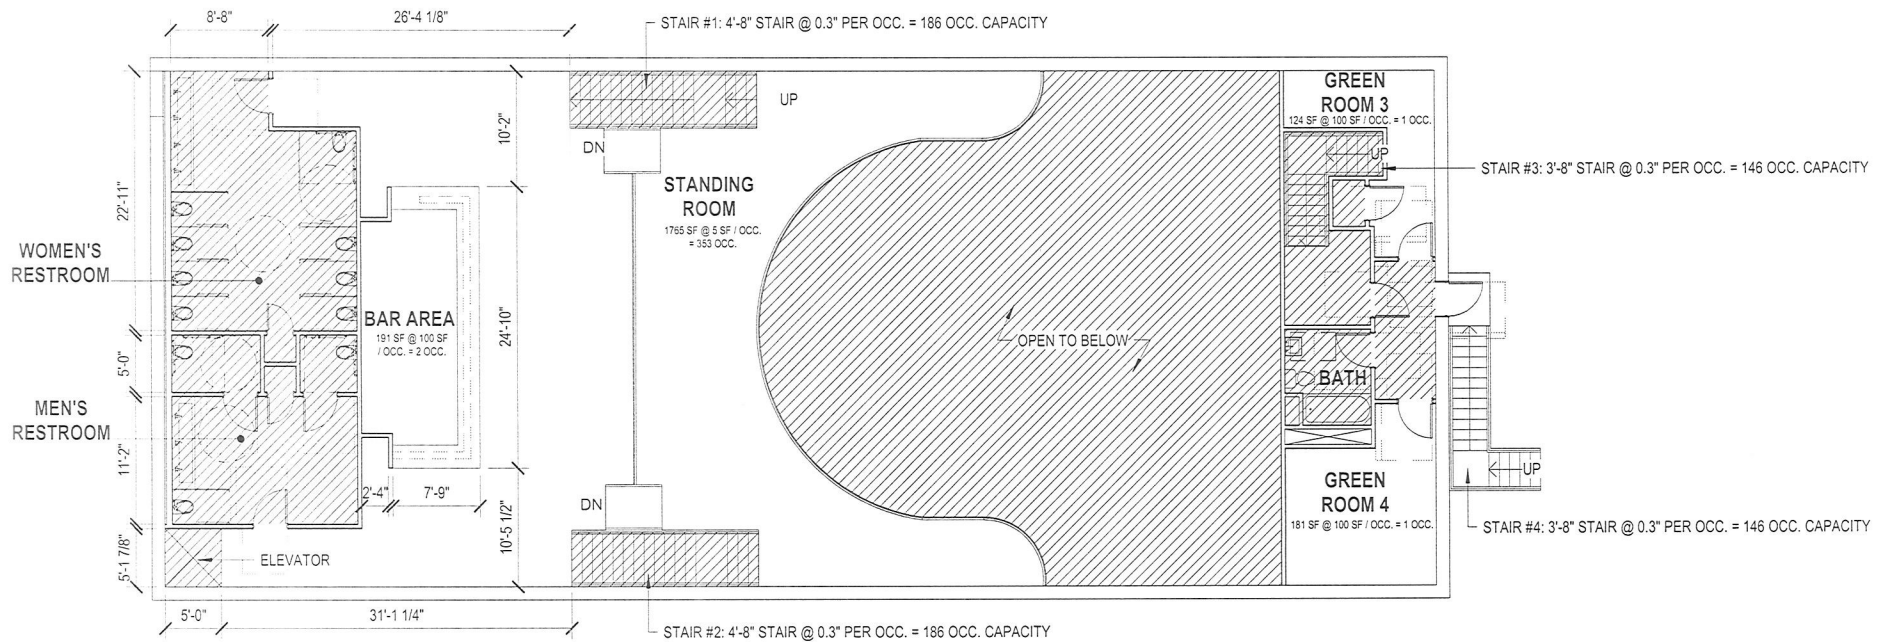 8'-8"
26'-4 1/8"
STAIR #1: 4'-8" STAIR @ 0.3" PER OCC. = 186 OCC. CAPACITY
UP
GREEN
ROOM 3
124 SF @ 100 SF / OCC. = 1 OCC.
10'-2"
DN
UP
STAIR #3: 3'-8" STAIR @ 0.3" PER OCC. = 146 OCC. CAPACITY
STANDING
ROOM
1765 SF @ 5 SF / OCC.
= 353 OCC.
22'-11"
WOMEN'S
RESTROOM
BAR AREA
191 SF @ 100 SF
/ OCC. = 2 OCC.
24'-10"
OPEN TO BELOW
5'-0"
BATH
MEN'S
RESTROOM
11'-2"
2'-4"
7'-9"
DN
GREEN
ROOM 4
181 SF @ 100 SF / OCC. = 1 OCC.
UP
STAIR #4: 3'-8" STAIR @ 0.3" PER OCC. = 146 OCC. CAPACITY
10'-5 1/2"
5'-1 7/8"
ELEVATOR
5'-0"
31'-1 1/4"
STAIR #2: 4'-8" STAIR @ 0.3" PER OCC. = 186 OCC. CAPACITY